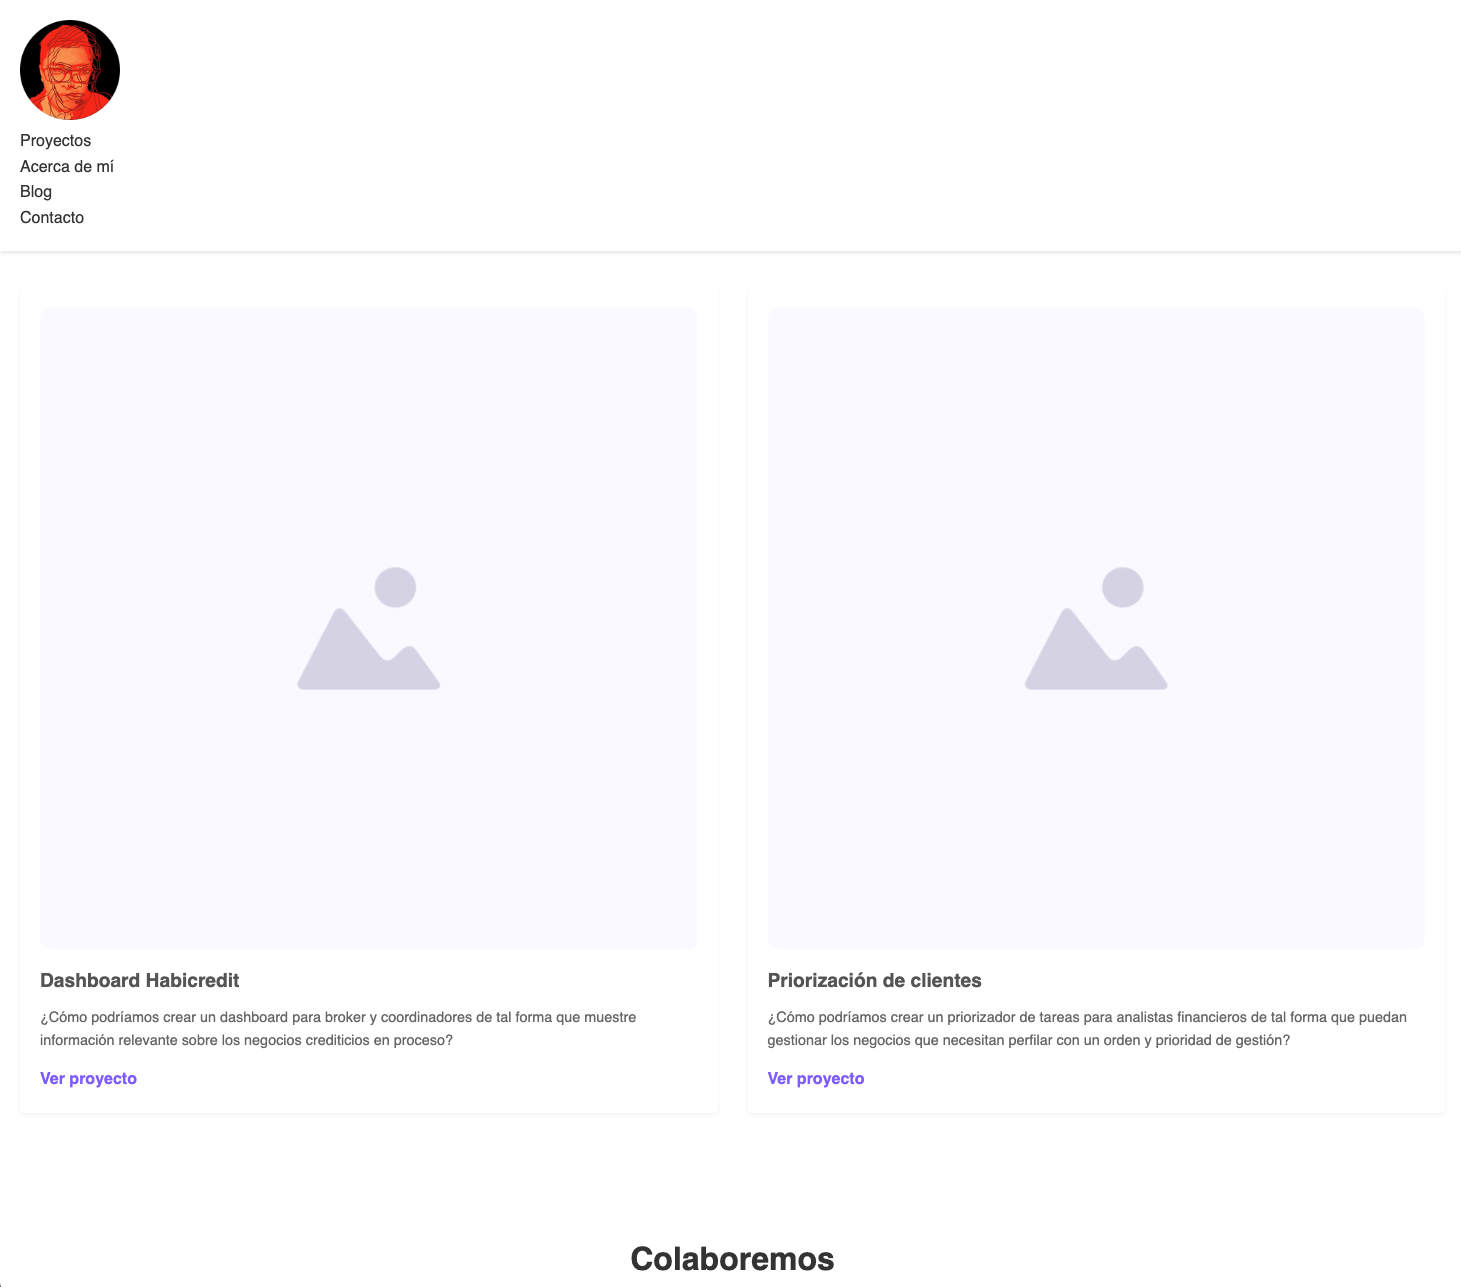 Proyectos
Acerca de mí
Blog
Contacto
Dashboard Habicredit
¿Cómo podríamos crear un dashboard para broker y coordinadores de tal forma que muestre
información relevante sobre los negocios crediticios en proceso?
Ver proyecto
Priorización de clientes
¿Cómo podríamos crear un priorizador de tareas para analistas financieros de tal forma que puedan
gestionar los negocios que necesitan perfilar con un orden y prioridad de gestión?
Ver proyecto
Colaboremos